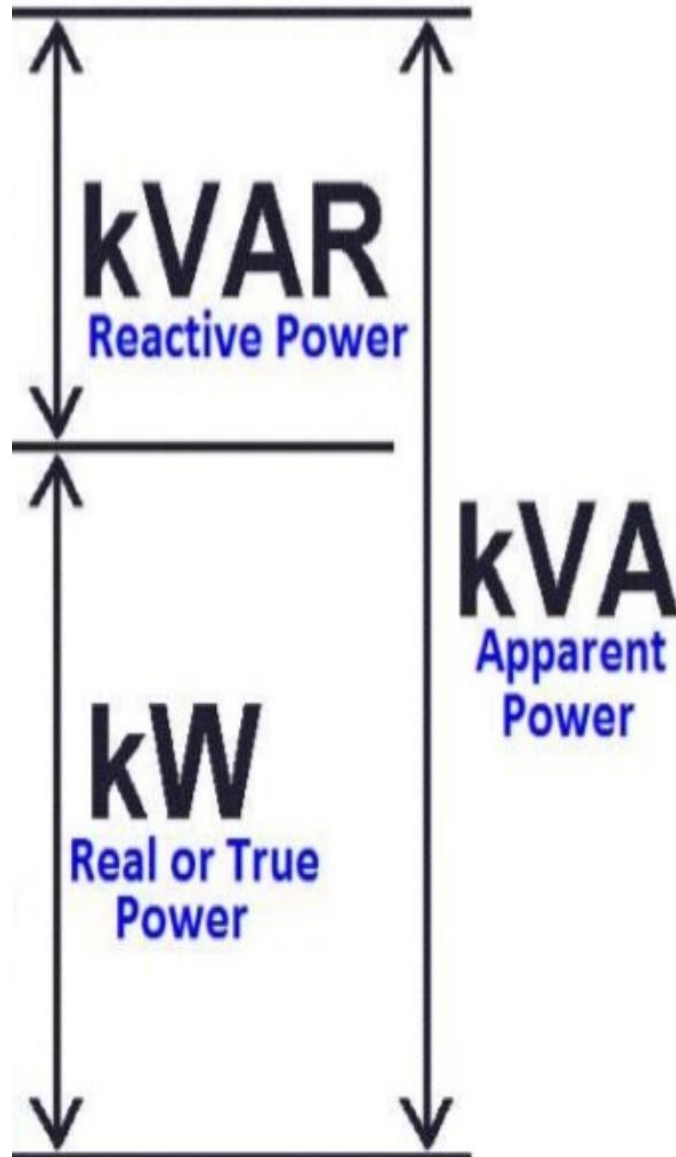 kVAR
Reactive Power
kVA
Apparent
Power
kW
Real or True
Power